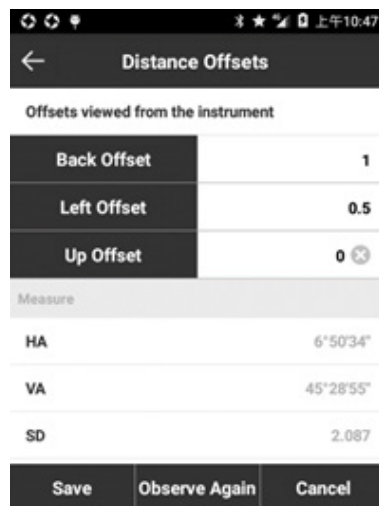 上午10:47
Distance Offsets
Offsets viewed from the instrument
Back Offset 1
Left Offset 0.5
Up Offset 0
Measure
HA 6°50'34"
VA 45°28'55"
SD 2.087
Save Observe Again Cancel